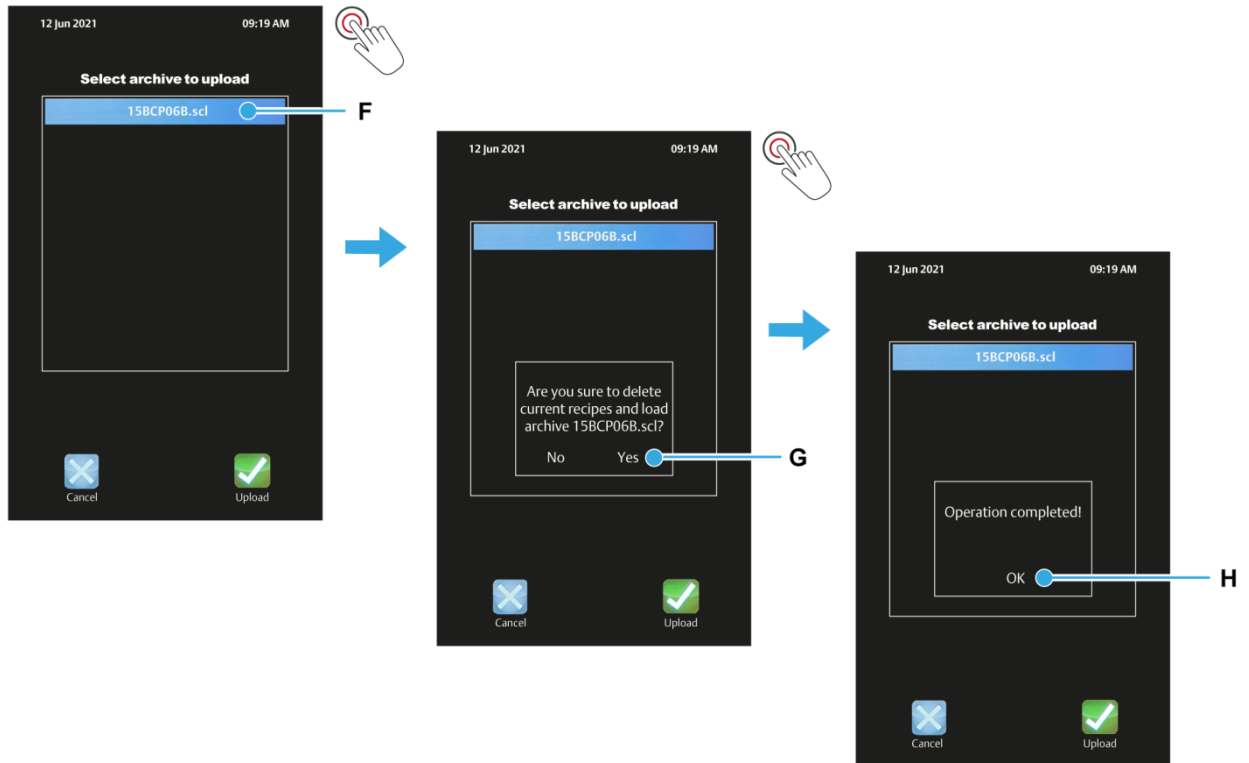 12 Jun 2021 09:19 AM
Select archive to upload
15BCP06B.scl
F
Cancel Upload
12 Jun 2021 09:19 AM
Select archive to upload
15BCP06B.scl
Are you sure to delete
current recipes and load
archive 15BCP06B.scl?
No Yes
G
Cancel Upload
12 Jun 2021 09:19 AM
Select archive to upload
15BCP06B.scl
Operation completed!
OK
H
Cancel Upload